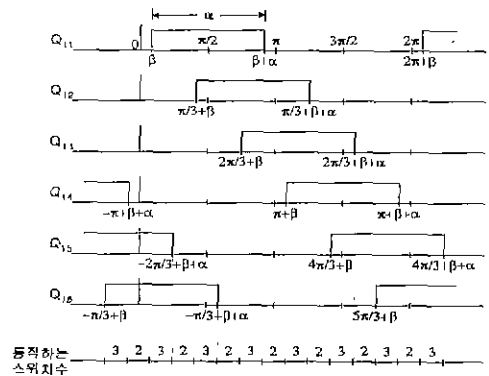 α
Q11 0 π/2 π 3π/2 2π
β β+α 2π+β
Q12
π/3+β π/3+β+α
Q13
2π/3+β 2π/3+β+α
Q14
-π+β+α π+β π+β+α
Q15
-2π/3+β+α 4π/3+β 4π/3+β+α
Q16
-π/3+β -π/3+β+α 5π/3+β
동작하는 3 2 3 2 3 2 3 2 3 2 3 2 3
스위치수